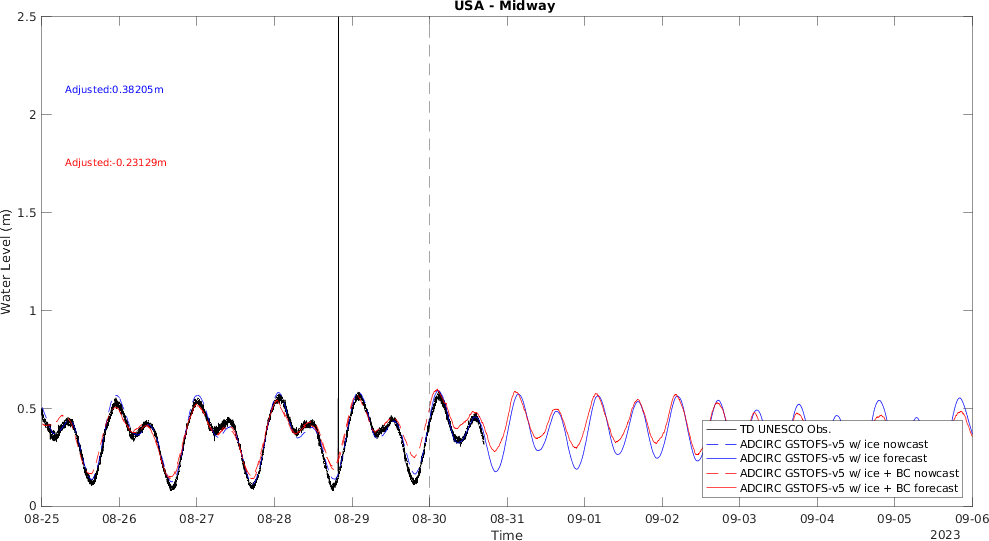 USA - Midway
2.5
Adjusted:0.38205m
2
Adjusted:-0.23129m
1.5
Water Level (m)
1
0.5
TD UNESCO Obs.
ADCIRC GSTOFS-v5 w/ ice nowcast
ADCIRC GSTOFS-v5 w/ ice forecast
ADCIRC GSTOFS-v5 w/ ice + BC nowcast
ADCIRC GSTOFS-v5 w/ ice + BC forecast
0
08-25 08-26 08-27 08-28 08-29 08-30 08-31 09-01 09-02 09-03 09-04 09-05 09-06
Time
2023